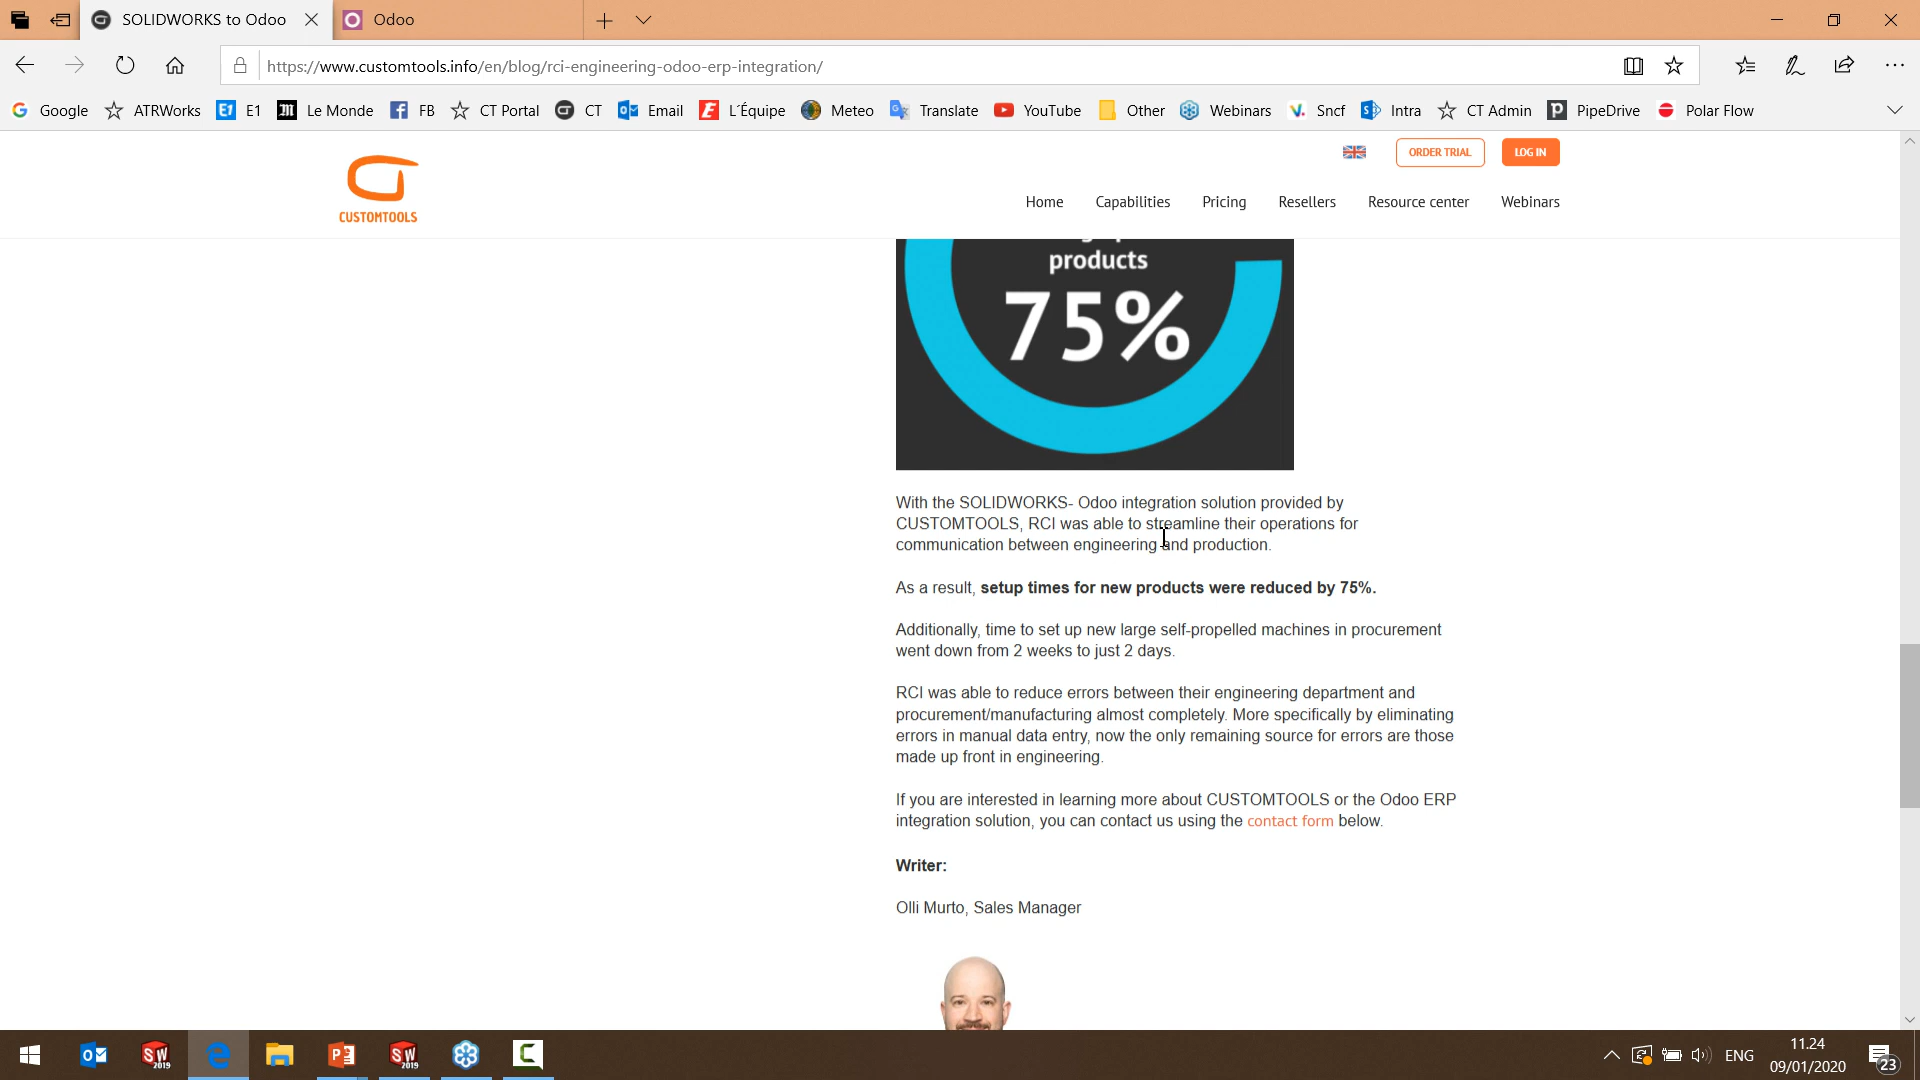 SOLIDWORKS to Odoo
Odoo
https://www.customtools.info/en/blog/rci-engineering-odoo-erp-integration/
Google ATRWorks E1 Le Monde FB CT Portal CT Email L´Équipe Meteo Translate YouTube Other Webinars Sncf Intra CT Admin PipeDrive Polar Flow
ORDER TRIAL
LOG IN
CUSTOMTOOLS
Home Capabilities Pricing Resellers Resource center Webinars
products
75%
With the SOLIDWORKS- Odoo integration solution provided by
CUSTOMTOOLS, RCI was able to streamline their operations for
communication between engineering and production.
As a result, setup times for new products were reduced by 75%.
Additionally, time to set up new large self-propelled machines in procurement
went down from 2 weeks to just 2 days.
RCI was able to reduce errors between their engineering department and
procurement/manufacturing almost completely. More specifically by eliminating
errors in manual data entry, now the only remaining source for errors are those
made up front in engineering.
If you are interested in learning more about CUSTOMTOOLS or the Odoo ERP
integration solution, you can contact us using the contact form below.
Writer:
Olli Murto, Sales Manager
ENG
11.24
09/01/2020
23